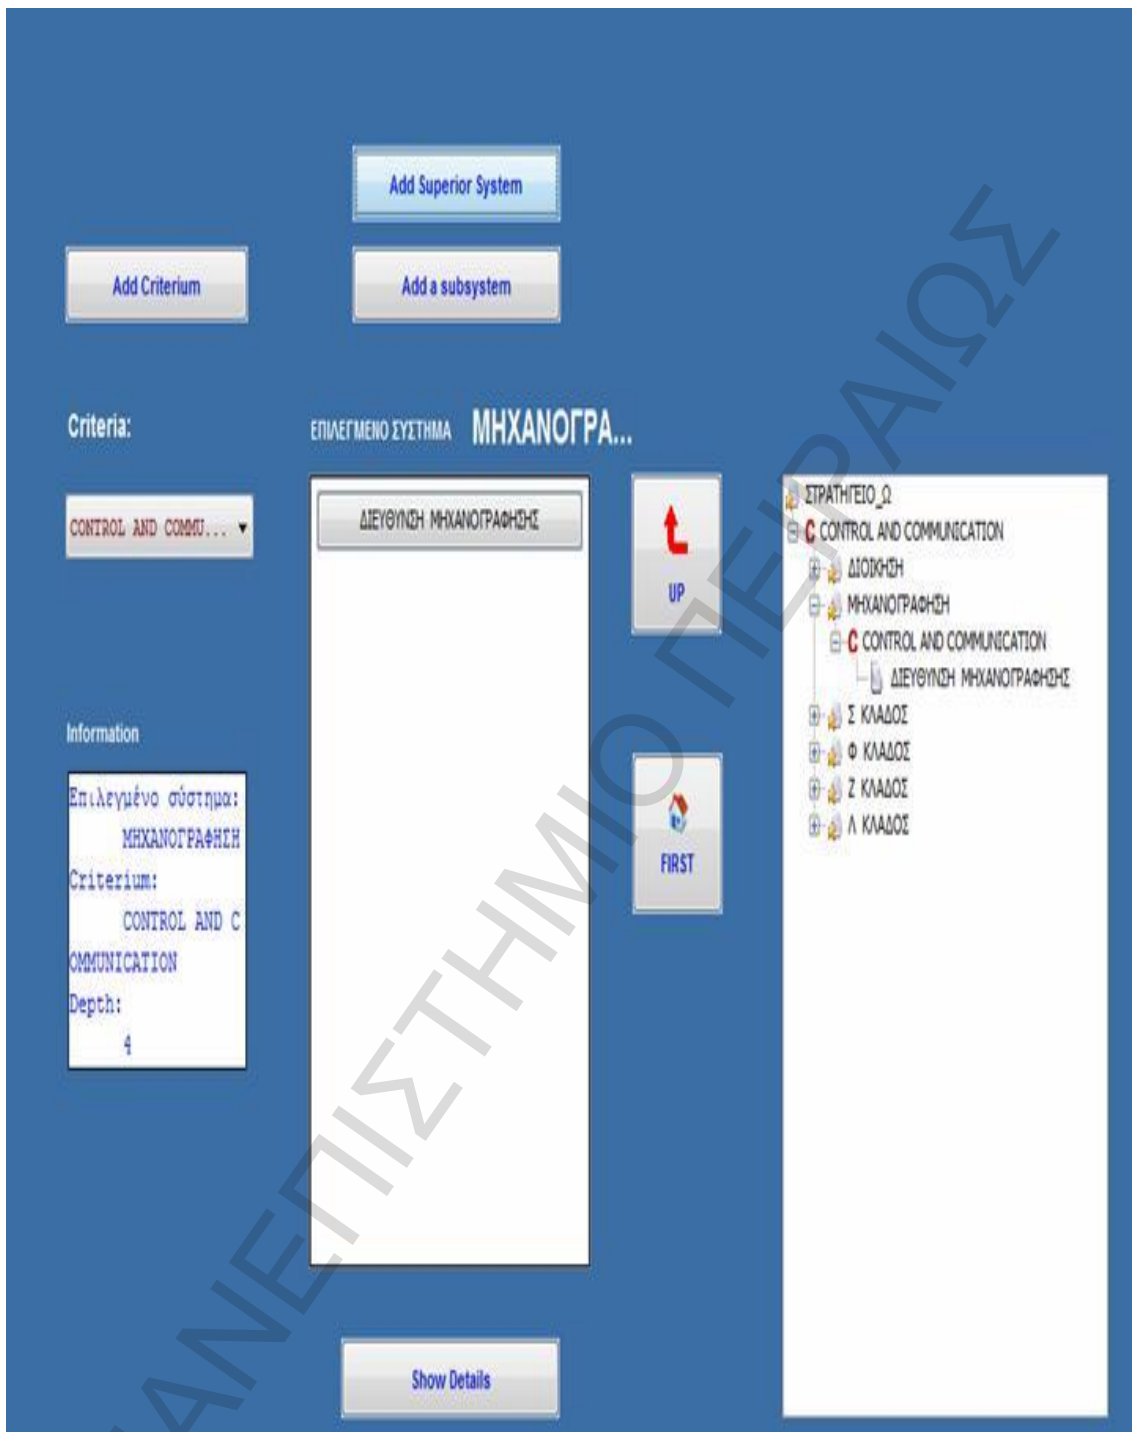 Add Superior System
Add Criterium
Add a subsystem
Criteria:
ΕΠΙΛΕΓΜΕΝΟ ΣΥΣΤΗΜΑ ΜΗΧΑΝΟΓΡΑ...
CONTROL AND COMMU...
ΔΙΕΥΘΥΝΣΗ ΜΗΧΑΝΟΓΡΑΦΗΣΗΣ
UP
FIRST
Information
Επιλεγμένο σύστημα:
ΜΗΧΑΝΟΓΡΑΦΗΣΗ
Criterium:
CONTROL AND C
OMMUNICATION
Depth:
4
Show Details
ΣΤΡΑΤΗΓΕΙΟ_Ω
C CONTROL AND COMMUNICATION
ΔΙΟΙΚΗΣΗ
ΜΗΧΑΝΟΓΡΑΦΗΣΗ
C CONTROL AND COMMUNICATION
ΔΙΕΥΘΥΝΣΗ ΜΗΧΑΝΟΓΡΑΦΗΣΗΣ
Σ ΚΛΑΔΟΣ
Φ ΚΛΑΔΟΣ
Ζ ΚΛΑΔΟΣ
Λ ΚΛΑΔΟΣ
ΠΑΝΕΠΙΣΤΗΜΙΟ ΠΕΙΡΑΙΩΣ